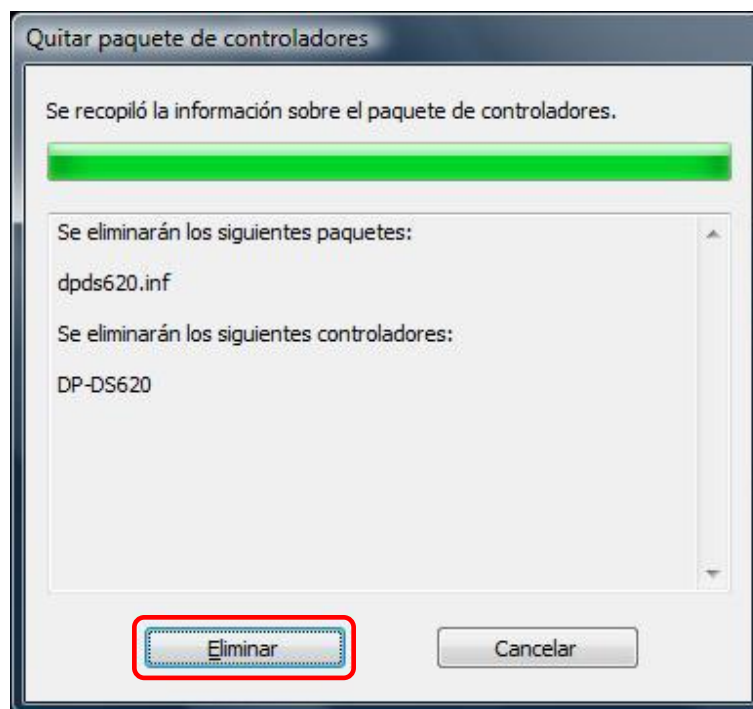 Quitar paquete de controladores
Se recopiló la información sobre el paquete de controladores.
Se eliminarán los siguientes paquetes:
dpds620.inf
Se eliminarán los siguientes controladores:
DP-DS620
Eliminar
Cancelar